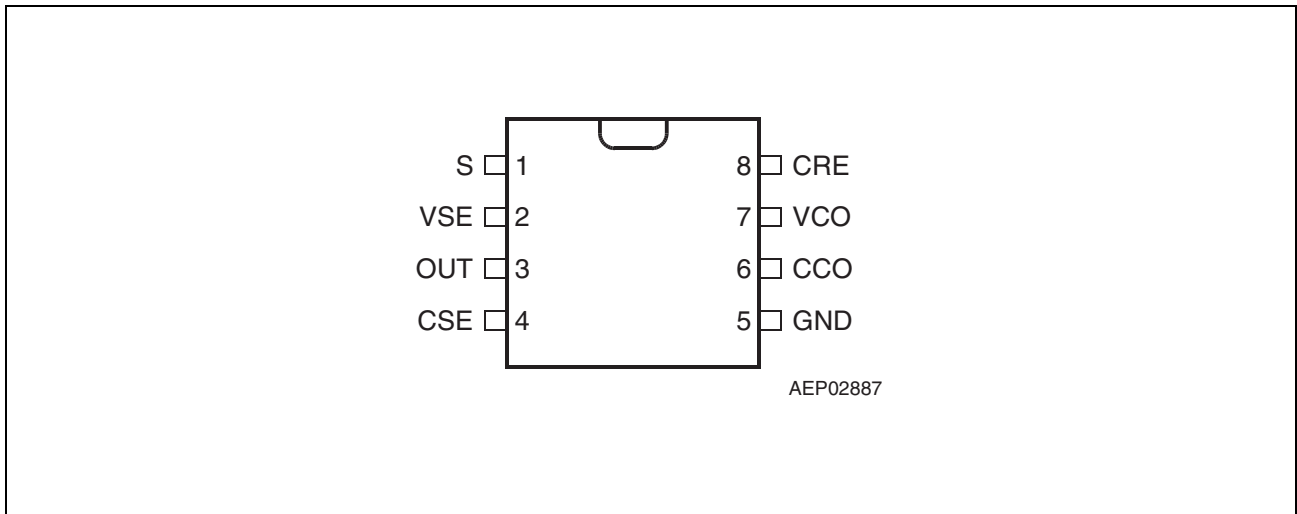 S 1 8 CRE
VSE 2 7 VCO
OUT 3 6 CCO
CSE 4 5 GND
AEP02887